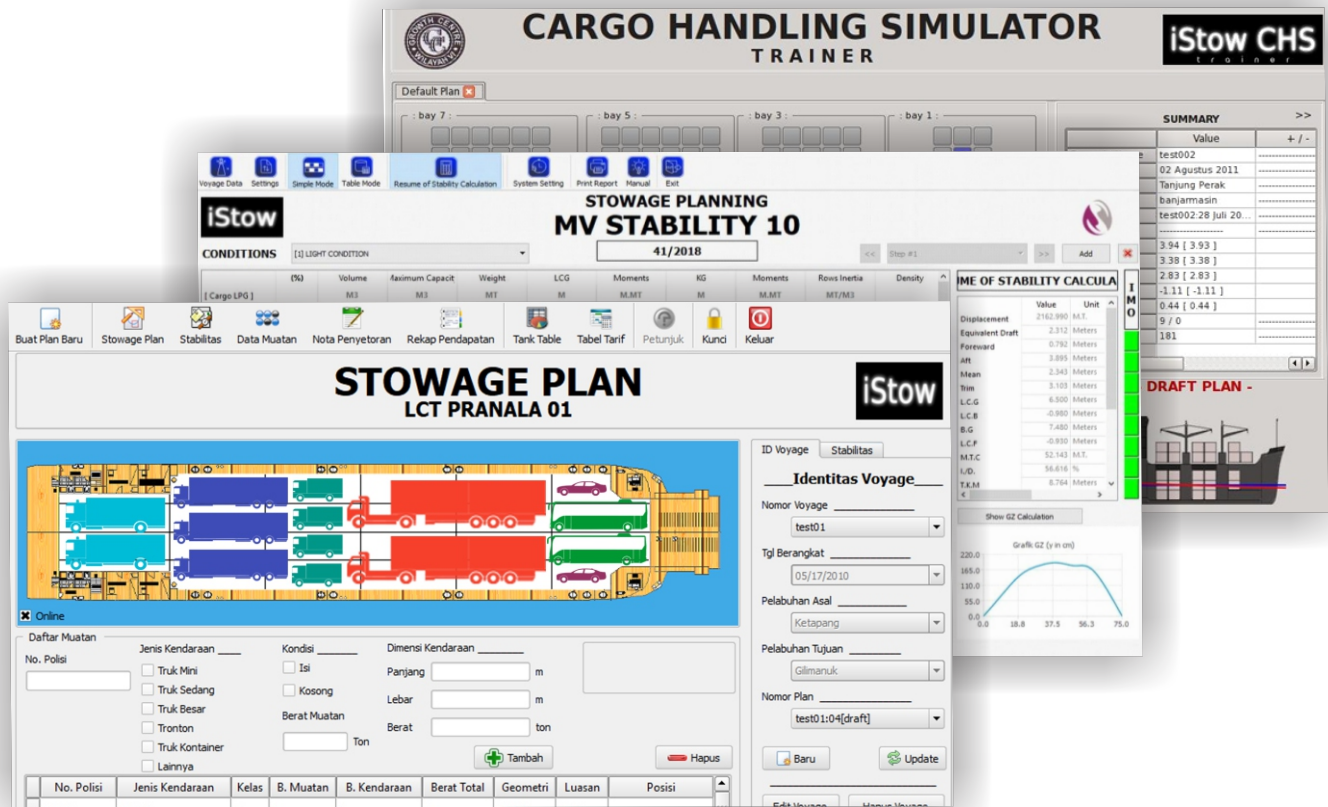 CARGO HANDLING SIMULATOR
TRAINER
iStow CHS
trainer
Default Plan
: bay 7 :
: bay 5 :
: bay 3 :
: bay 1 :
SUMMARY
>>
Value
+ / -
test002
02 Agustus 2011
Tanjung Perak
banjarmasin
test002:28 Juli 20...
3.94 [ 3.93 ]
3.38 [ 3.38 ]
2.83 [ 2.83 ]
-1.11 [ -1.11 ]
0.44 [ 0.44 ]
9 / 0
181
DRAFT PLAN -
Voyage Data
Settings
Simple Mode
Table Mode
Resume of Stability Calculation
System Setting
Print Report
Manual
Exit
iStow
STOWAGE PLANNING
MV STABILITY 10
CONDITIONS
[1] LIGHT CONDITION
41/2018
<<
Step #1
>>
Add
(%) Volume Maximum Capacit Weight LCG Moments KG Moments Rows Inertia Density
[ Cargo LPG ] M3 M3 MT M M.MT M M.MT MT/M3
ME OF STABILITY CALCULA
IMO
Value Unit
Displacement 2162.990 M.T.
Equivalent Draft 2.312 Meters
Foreward 0.792 Meters
Aft 3.895 Meters
Mean 2.343 Meters
Trim 3.103 Meters
L.C.G 6.500 Meters
L.C.B -0.980 Meters
B.G 7.480 Meters
L.C.F -0.930 Meters
M.T.C 52.143 M.T.
I./D. 56.616 %
T.K.M 8.764 Meters
Show GZ Calculation
Grafik GZ (y in cm)
220.0
165.0
110.0
55.0
0.0
0.0 18.8 37.5 56.3 75.0
Buat Plan Baru
Stowage Plan
Stabilitas
Data Muatan
Nota Penyetoran
Rekap Pendapatan
Tank Table
Tabel Tarif
Petunjuk
Kunci
Keluar
STOWAGE PLAN
LCT PRANALA 01
iStow
Online
Daftar Muatan
No. Polisi
Jenis Kendaraan
Truk Mini
Truk Sedang
Truk Besar
Tronton
Truk Kontainer
Lainnya
Kondisi
Isi
Kosong
Berat Muatan
Ton
Dimensi Kendaraan
Panjang m
Lebar m
Berat ton
Tambah
Hapus
No. Polisi Jenis Kendaraan Kelas B. Muatan B. Kendaraan Berat Total Geometri Luasan Posisi
ID Voyage
Stabilitas
Identitas Voyage
Nomor Voyage
test01
Tgl Berangkat
05/17/2010
Pelabuhan Asal
Ketapang
Pelabuhan Tujuan
Gilimanuk
Nomor Plan
test01:04[draft]
Baru
Update
Edit Voyage
Hapus Voyage